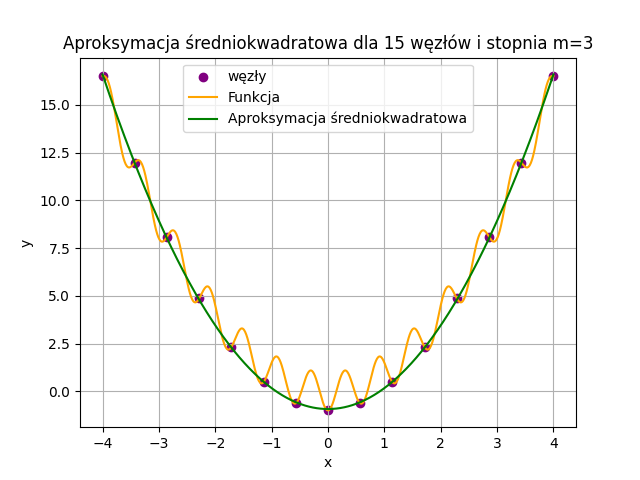 Aproksymacja średniokwadratowa dla 15 węzłów i stopnia m=3
węzły
Funkcja
Aproksymacja średniokwadratowa
15.0
12.5
10.0
7.5
5.0
2.5
0.0
y
−4 −3 −2 −1 0 1 2 3 4
x